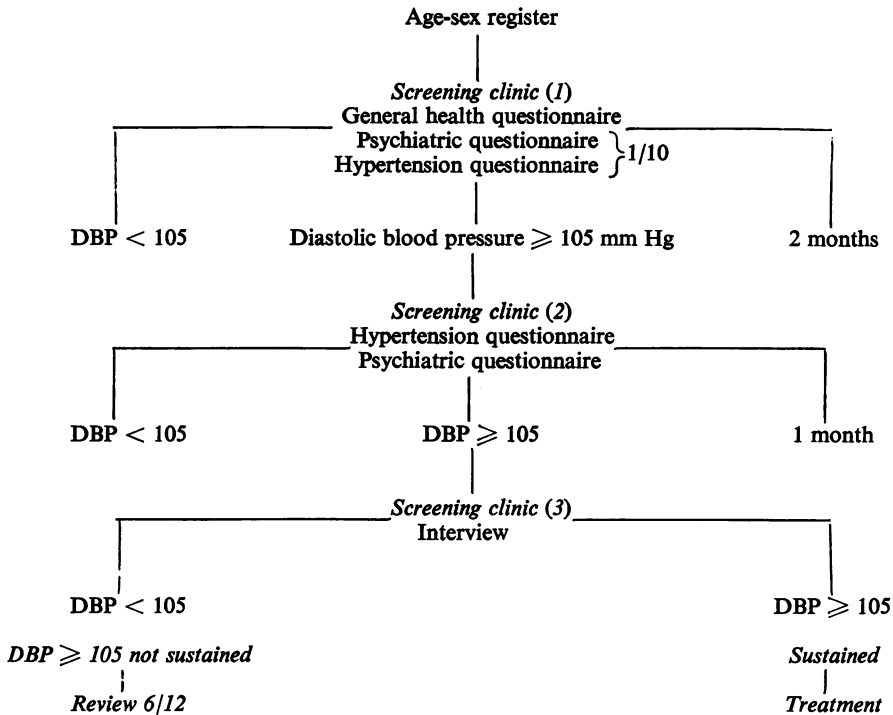 Age-sex register
Screening clinic (1)
General health questionnaire
Psychiatric questionnaire
Hypertension questionnaire
1/10
DBP < 105
Diastolic blood pressure ⩾ 105 mm Hg
2 months
Screening clinic (2)
Hypertension questionnaire
Psychiatric questionnaire
DBP < 105
DBP ⩾ 105
1 month
Screening clinic (3)
Interview
DBP < 105
DBP ⩾ 105
DBP ⩾ 105 not sustained
Sustained
Review 6/12
Treatment